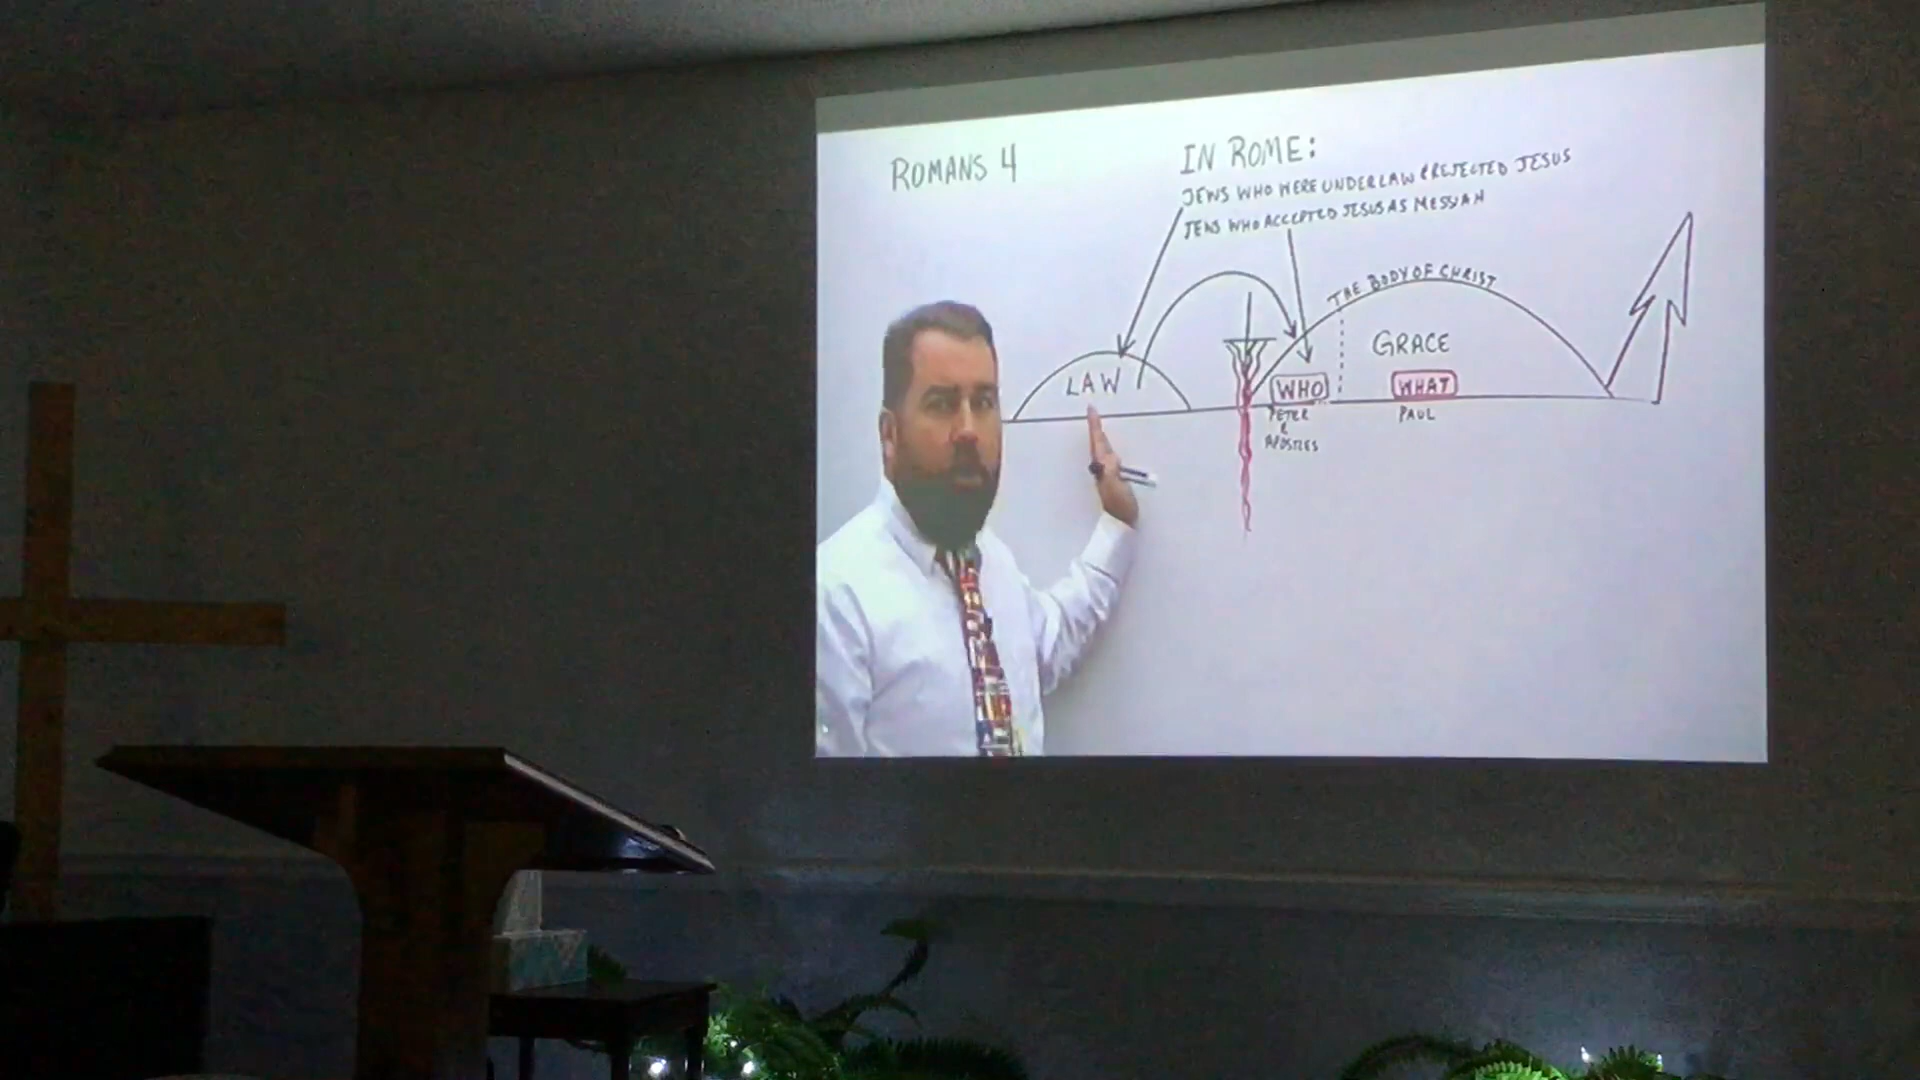 ROMANS 4
IN ROME:
JEWS WHO WERE UNDER LAW & REJECTED JESUS
JEWS WHO ACCEPTED JESUS AS MESSIAH
THE BODY OF CHRIST
LAW
GRACE
WHO
WHAT
PETER
&
APOSTLES
PAUL